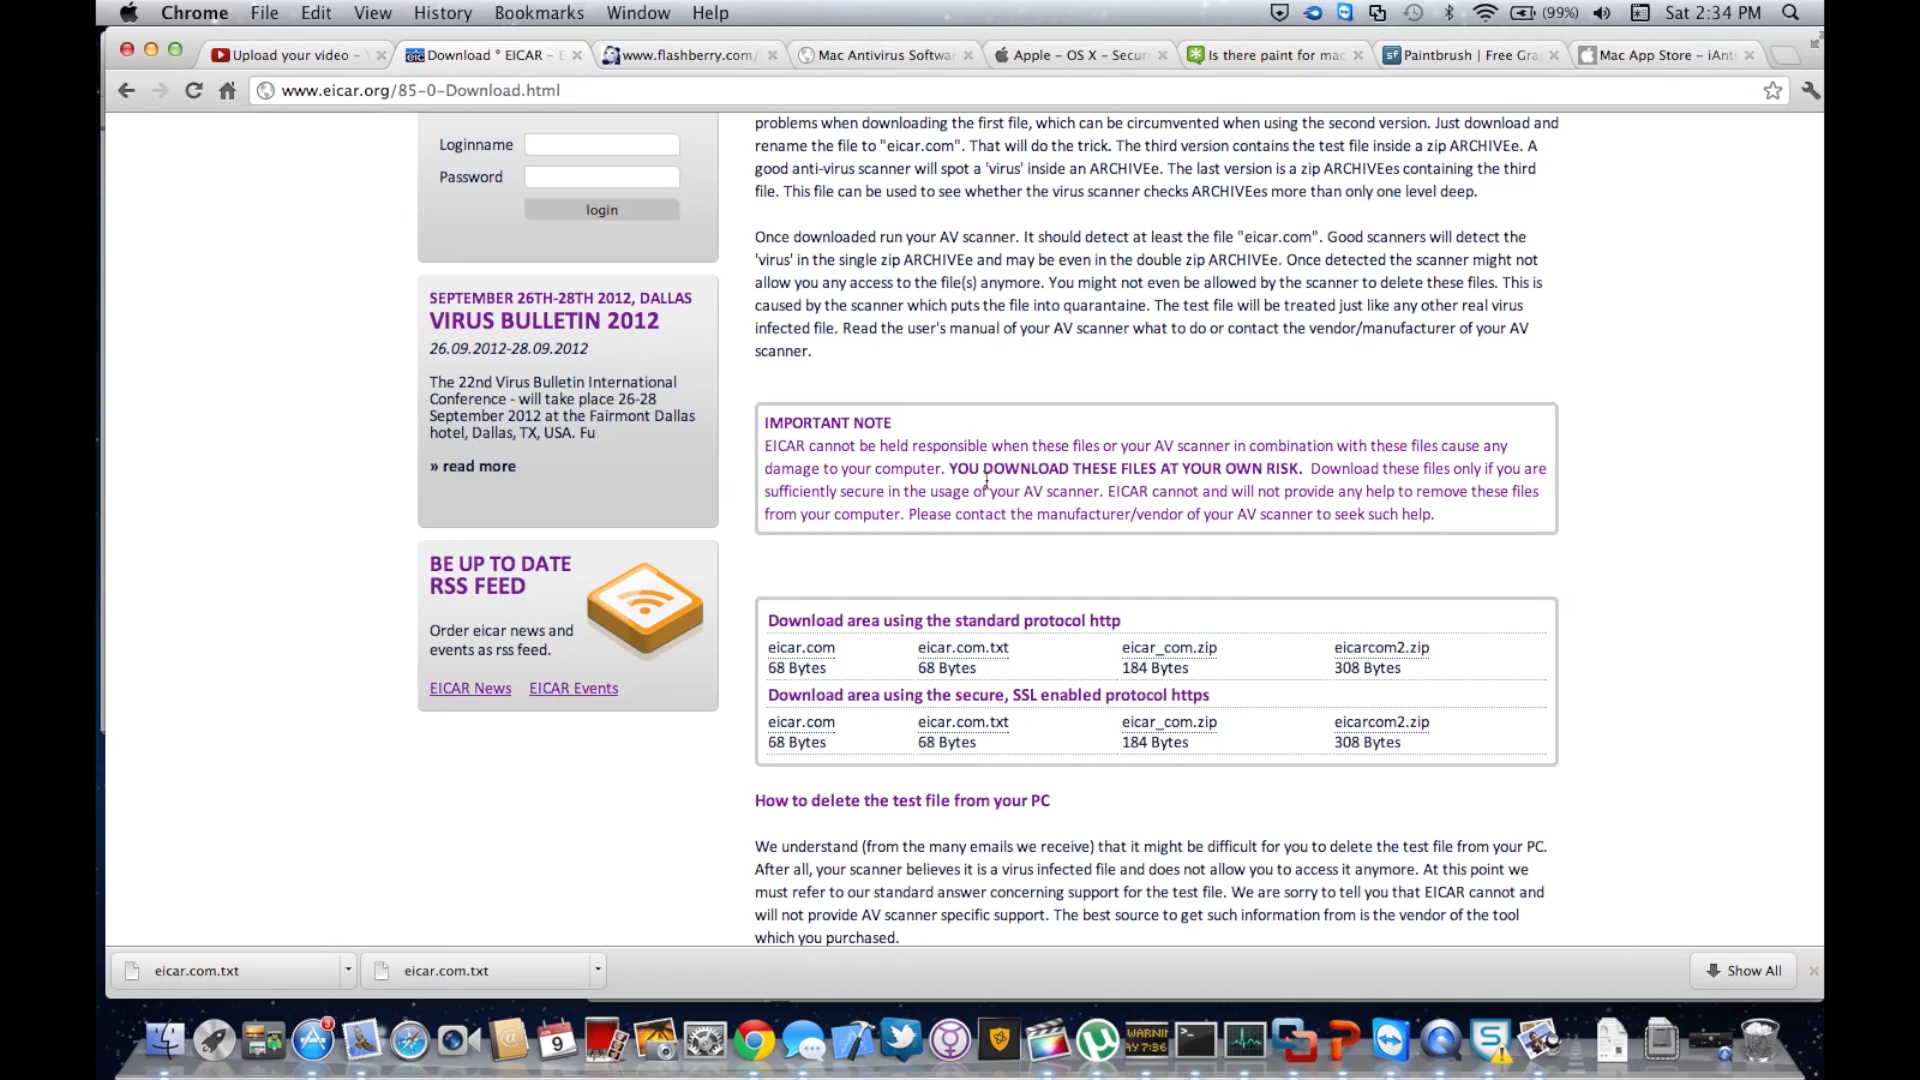 Chrome File Edit View History Bookmarks Window Help (99%) Sat 2:34 PM
Upload your video – Download ° EICAR – E www.flashberry.com/ Mac Antivirus Softwar Apple – OS X – Securi Is there paint for mac Paintbrush | Free Gra Mac App Store – iAnti
www.eicar.org/85-0-Download.html
Loginname
Password
login
SEPTEMBER 26TH-28TH 2012, DALLAS
VIRUS BULLETIN 2012
26.09.2012-28.09.2012
The 22nd Virus Bulletin International
Conference - will take place 26-28
September 2012 at the Fairmont Dallas
hotel, Dallas, TX, USA. Fu
» read more
BE UP TO DATE
RSS FEED
Order eicar news and
events as rss feed.
EICAR News EICAR Events
problems when downloading the first file, which can be circumvented when using the second version. Just download and
rename the file to "eicar.com". That will do the trick. The third version contains the test file inside a zip ARCHIVEe. A
good anti-virus scanner will spot a 'virus' inside an ARCHIVEe. The last version is a zip ARCHIVEes containing the third
file. This file can be used to see whether the virus scanner checks ARCHIVEes more than only one level deep.
Once downloaded run your AV scanner. It should detect at least the file "eicar.com". Good scanners will detect the
'virus' in the single zip ARCHIVEe and may be even in the double zip ARCHIVEe. Once detected the scanner might not
allow you any access to the file(s) anymore. You might not even be allowed by the scanner to delete these files. This is
caused by the scanner which puts the file into quarantaine. The test file will be treated just like any other real virus
infected file. Read the user's manual of your AV scanner what to do or contact the vendor/manufacturer of your AV
scanner.
IMPORTANT NOTE
EICAR cannot be held responsible when these files or your AV scanner in combination with these files cause any
damage to your computer. YOU DOWNLOAD THESE FILES AT YOUR OWN RISK. Download these files only if you are
sufficiently secure in the usage of your AV scanner. EICAR cannot and will not provide any help to remove these files
from your computer. Please contact the manufacturer/vendor of your AV scanner to seek such help.
Download area using the standard protocol http
eicar.com eicar.com.txt eicar_com.zip eicarcom2.zip
68 Bytes 68 Bytes 184 Bytes 308 Bytes
Download area using the secure, SSL enabled protocol https
eicar.com eicar.com.txt eicar_com.zip eicarcom2.zip
68 Bytes 68 Bytes 184 Bytes 308 Bytes
How to delete the test file from your PC
We understand (from the many emails we receive) that it might be difficult for you to delete the test file from your PC.
After all, your scanner believes it is a virus infected file and does not allow you to access it anymore. At this point we
must refer to our standard answer concerning support for the test file. We are sorry to tell you that EICAR cannot and
will not provide AV scanner specific support. The best source to get such information from is the vendor of the tool
which you purchased.
eicar.com.txt eicar.com.txt Show All